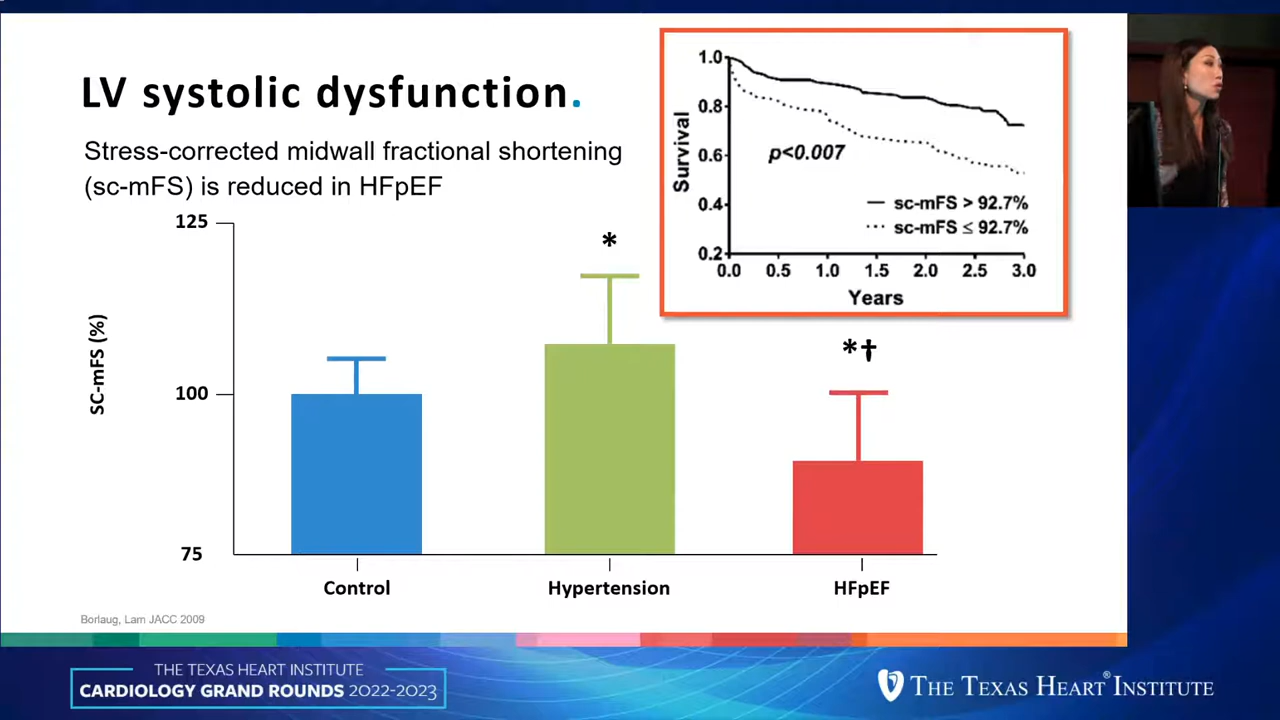 LV systolic dysfunction.
Stress-corrected midwall fractional shortening
(sc-mFS) is reduced in HFpEF
125
100
75
SC-mFS (%)
*
*†
Control
Hypertension
HFpEF
1.0
0.8
0.6
0.4
0.2
Survival
p<0.007
sc-mFS > 92.7%
sc-mFS ≤ 92.7%
0.0 0.5 1.0 1.5 2.0 2.5 3.0
Years
Borlaug, Lam JACC 2009
THE TEXAS HEART INSTITUTE
CARDIOLOGY GRAND ROUNDS 2022-2023
THE TEXAS HEART® INSTITUTE